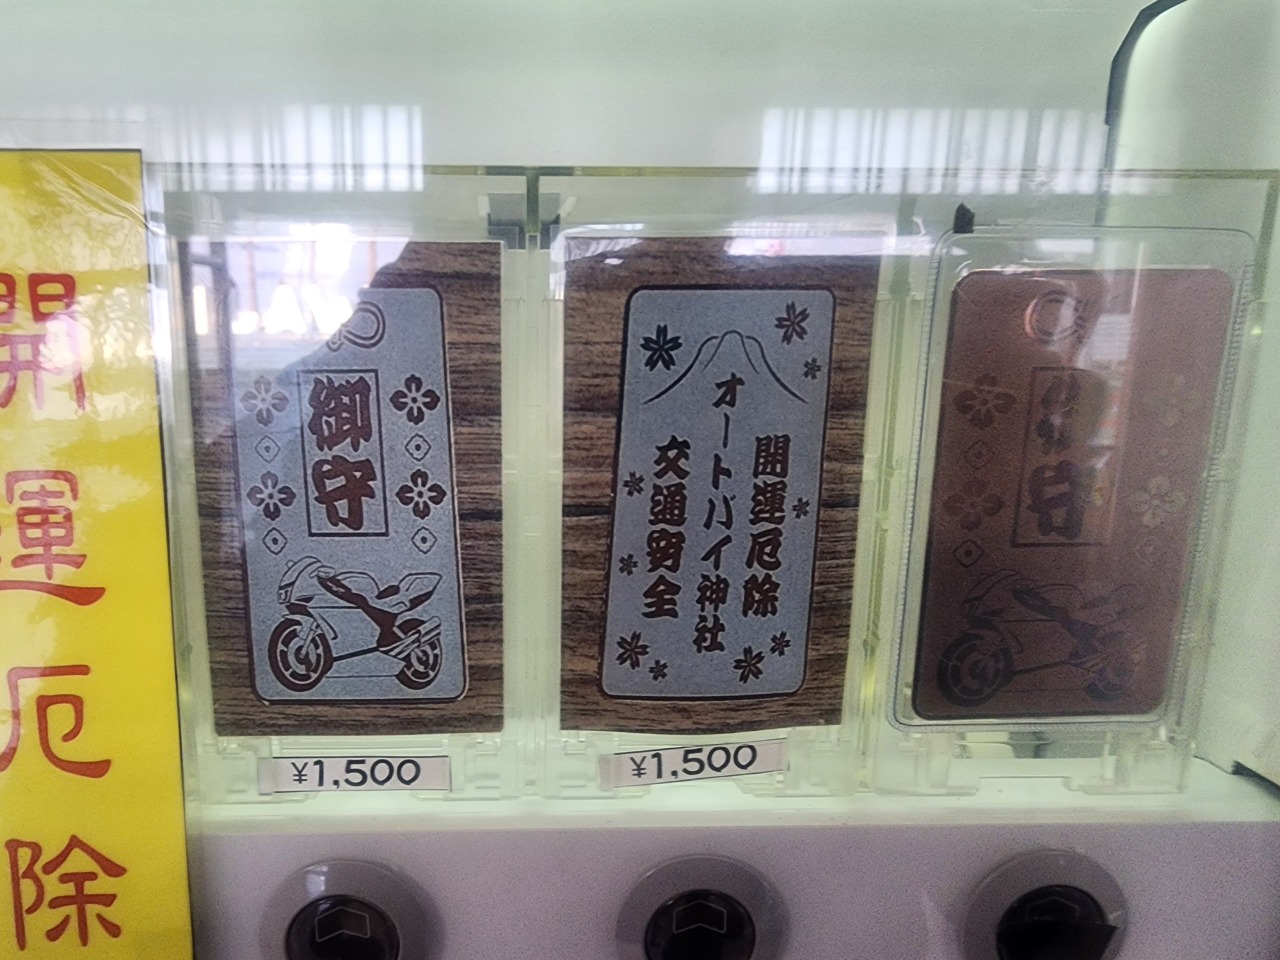 開運厄除
御守
開運厄除
オートバイ神社
交通安全
御守
¥1,500
¥1,500